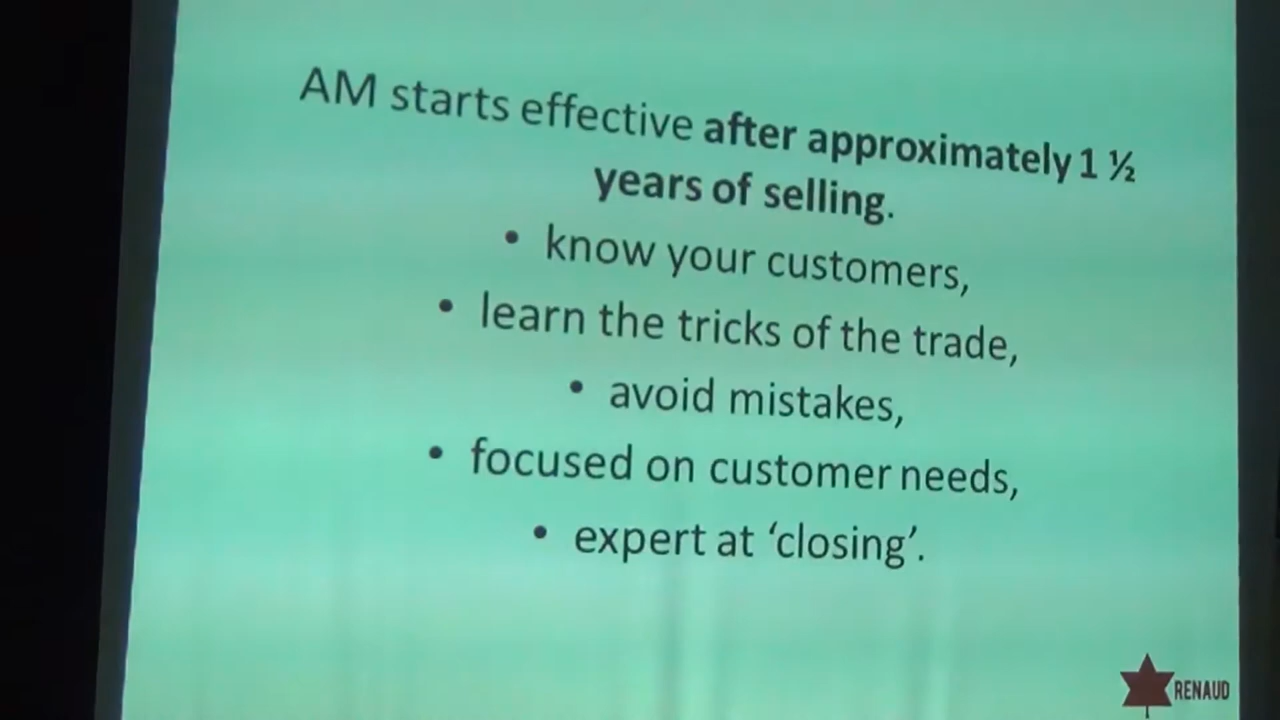 AM starts effective after approximately 1 ½
years of selling.
• know your customers,
• learn the tricks of the trade,
• avoid mistakes,
• focused on customer needs,
• expert at ‘closing’.
RENAUD